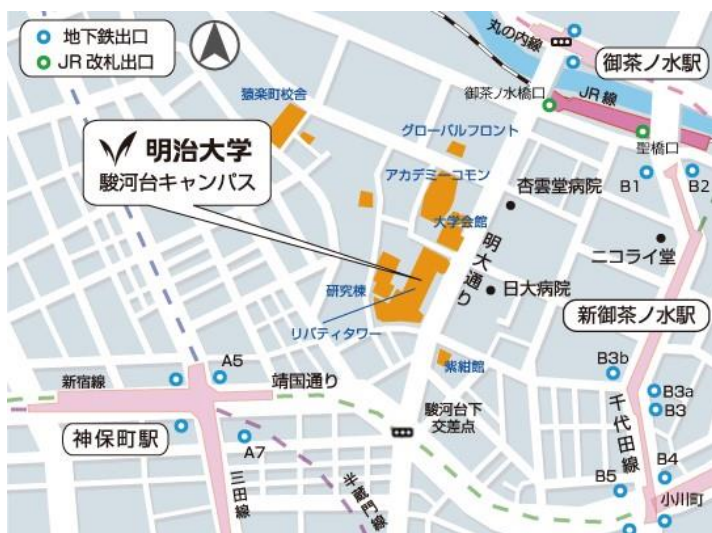 地下鉄出口
JR 改札出口
丸の内線
御茶ノ水駅
御茶ノ水橋口
JR 線
聖橋口
猿楽町校舎
グローバルフロント
明治大学
駿河台キャンパス
アカデミーコモン
杏雲堂病院
B1
B2
大学会館
明大通り
ニコライ堂
研究棟
日大病院
リバティタワー
新御茶ノ水駅
紫紺館
B3b
A5
新宿線
靖国通り
B3a
B3
駿河台下
交差点
千代田線
神保町駅
A7
三田線
半蔵門線
B4
B5
小川町